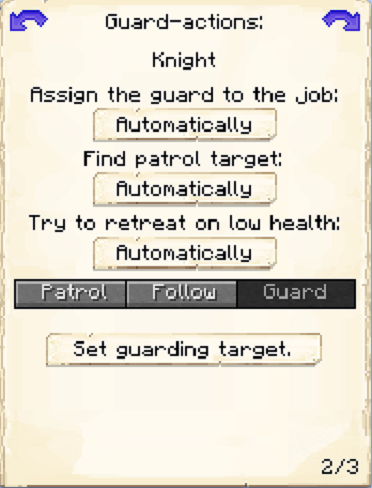 Guard-actions:
Knight
Assign the guard to the job:
Automatically
Find patrol target:
Automatically
Try to retreat on low health:
Automatically
Patrol Follow Guard
Set guarding target.
2/3